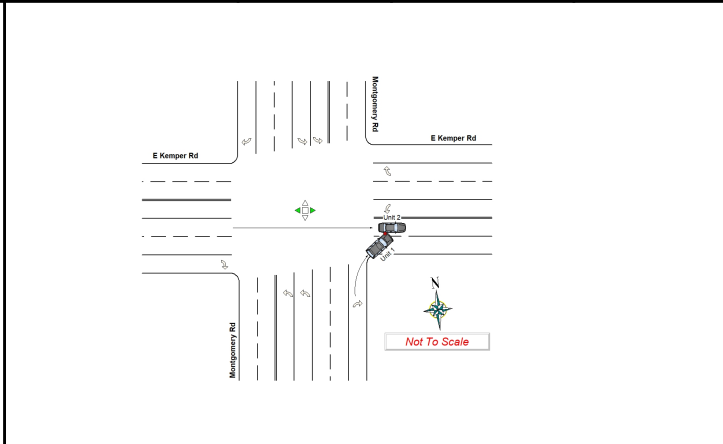 Montgomery Rd
E Kemper Rd
E Kemper Rd
Unit 2
Unit 1
N
Montgomery Rd
Not To Scale